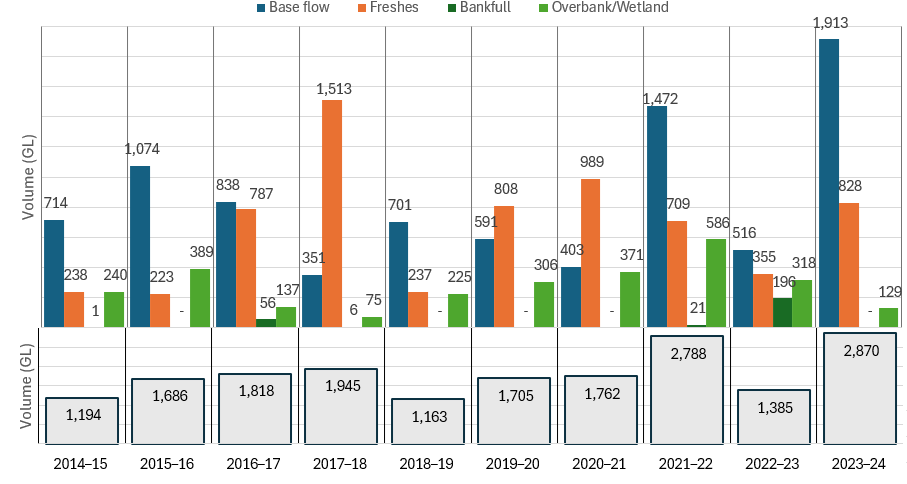 Base flow Freshes Bankfull Overbank/Wetland
Volume (GL)
714 238 1 240
1,074 223 - 389
838 787 56 137
351 1,513 6 75
701 237 - 225
591 808 - 306
403 989 - 371
1,472 709 21 586
516 355 196 318
1,913 828 - 129
Volume (GL)
1,194 1,686 1,818 1,945 1,163 1,705 1,762 2,788 1,385 2,870
2014–15 2015–16 2016–17 2017–18 2018–19 2019–20 2020–21 2021–22 2022–23 2023–24